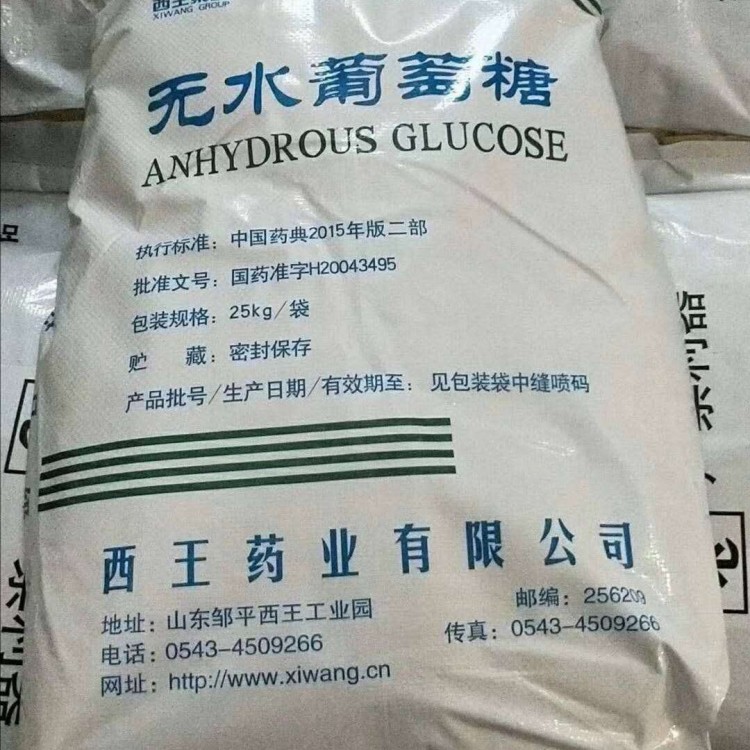 XIWANG GROUP
无水葡萄糖
ANHYDROUS GLUCOSE
执行标准：中国药典2015年版二部
批准文号：国药准字H20043495
包装规格：25kg/袋
贮 藏：密封保存
产品批号/生产日期/有效期至：见包装袋中缝喷码
西王药业有限公司
地址：山东邹平西王工业园 邮编：256209
电话：0543-4509266 传真：0543-4509266
网址：http://www.xiwang.cn